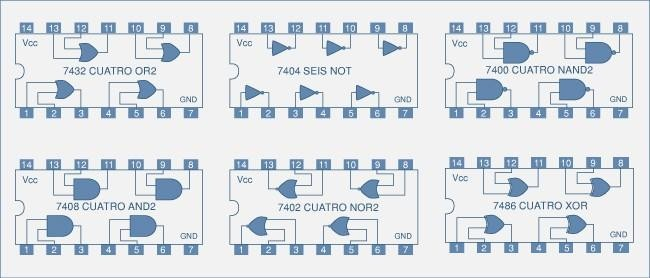 14 13 12 11 10 9 8
Vcc
7432 CUATRO OR2
GND
1 2 3 4 5 6 7
14 13 12 11 10 9 8
Vcc
7404 SEIS NOT
GND
1 2 3 4 5 6 7
14 13 12 11 10 9 8
Vcc
7400 CUATRO NAND2
GND
1 2 3 4 5 6 7
14 13 12 11 10 9 8
Vcc
7408 CUATRO AND2
GND
1 2 3 4 5 6 7
14 13 12 11 10 9 8
Vcc
7402 CUATRO NOR2
GND
1 2 3 4 5 6 7
14 13 12 11 10 9 8
Vcc
7486 CUATRO XOR
GND
1 2 3 4 5 6 7